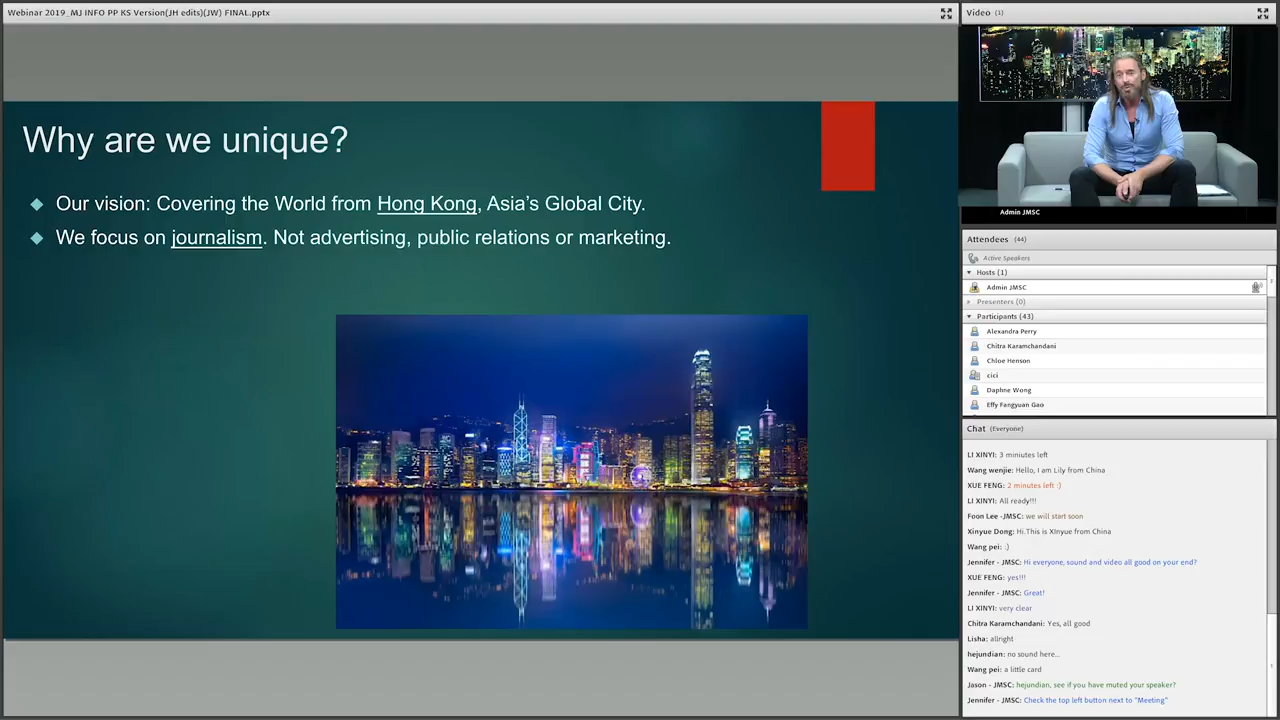 Webinar 2019_MJ INFO PP KS Version(JH edits)(JW) FINAL.pptx
Why are we unique?
Our vision: Covering the World from Hong Kong, Asia’s Global City.
We focus on journalism. Not advertising, public relations or marketing.
Video (1)
Admin JMSC
Attendees (44)
Active Speakers
Hosts (1)
Admin JMSC
Presenters (0)
Participants (43)
Alexandra Perry
Chitra Karamchandani
Chloe Henson
cici
Daphne Wong
Effy Fangyuan Gao
Chat (Everyone)
LI XINYI: 3 miniutes left
Wang wenjie: Hello, I am Lily from China
XUE FENG: 2 minutes left :)
LI XINYI: All ready!!!
Foon Lee -JMSC: we will start soon
Xinyue Dong: Hi.This is XInyue from China
Wang pei: :)
Jennifer - JMSC: Hi everyone, sound and video all good on your end?
XUE FENG: yes!!!
Jennifer - JMSC: Great!
LI XINYI: very clear
Chitra Karamchandani: Yes, all good
Lisha: allright
hejundian: no sound here...
Wang pei: a little card
Jason - JMSC: hejundian, see if you have muted your speaker?
Jennifer - JMSC: Check the top left button next to "Meeting"